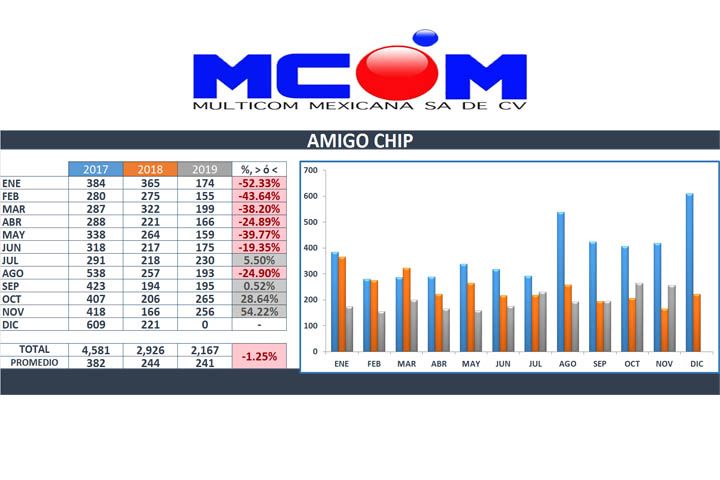 MCOM
MULTICOM MEXICANA SA DE CV
AMIGO CHIP
2017 2018 2019 %, > ó <
ENE 384 365 174 -52.33%
FEB 280 275 155 -43.64%
MAR 287 322 199 -38.20%
ABR 288 221 166 -24.89%
MAY 338 264 159 -39.77%
JUN 318 217 175 -19.35%
JUL 291 218 230 5.50%
AGO 538 257 193 -24.90%
SEP 423 194 195 0.52%
OCT 407 206 265 28.64%
NOV 418 166 256 54.22%
DIC 609 221 0 -
TOTAL 4,581 2,926 2,167 -1.25%
PROMEDIO 382 244 241
700
600
500
400
300
200
100
0
ENE FEB MAR ABR MAY JUN JUL AGO SEP OCT NOV DIC